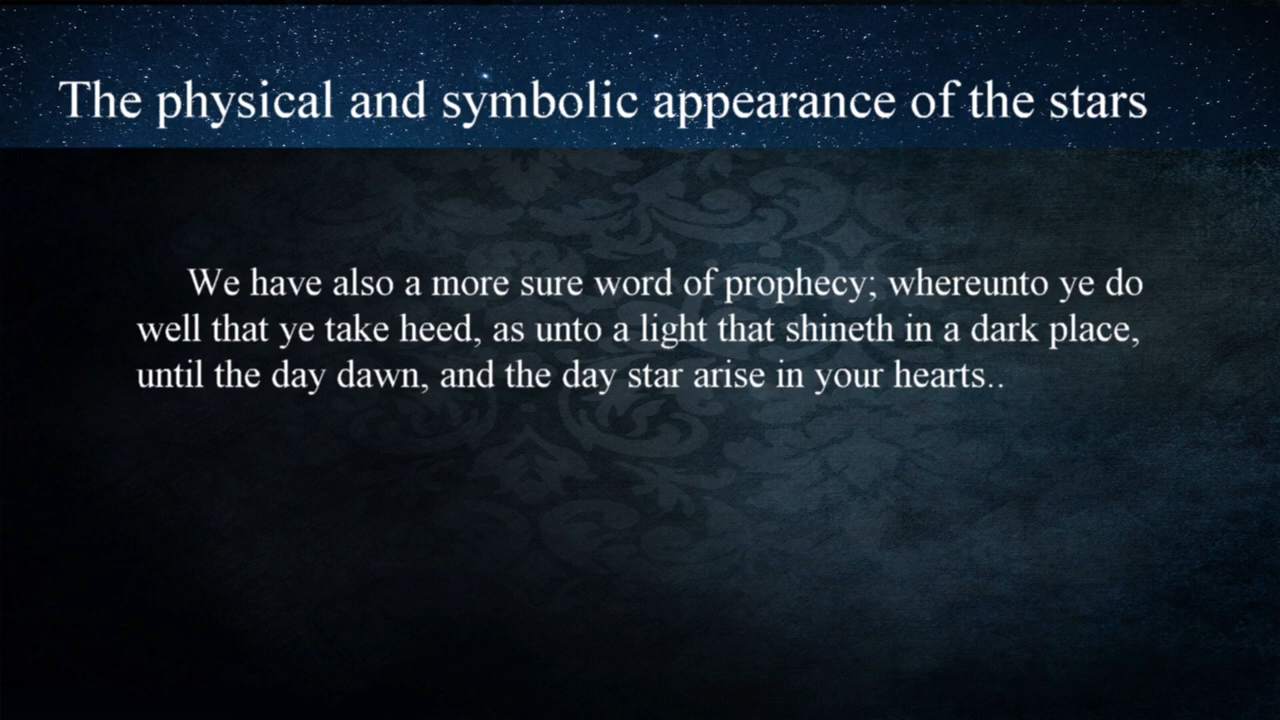 The physical and symbolic appearance of the stars
We have also a more sure word of prophecy; whereunto ye do
well that ye take heed, as unto a light that shineth in a dark place,
until the day dawn, and the day star arise in your hearts..